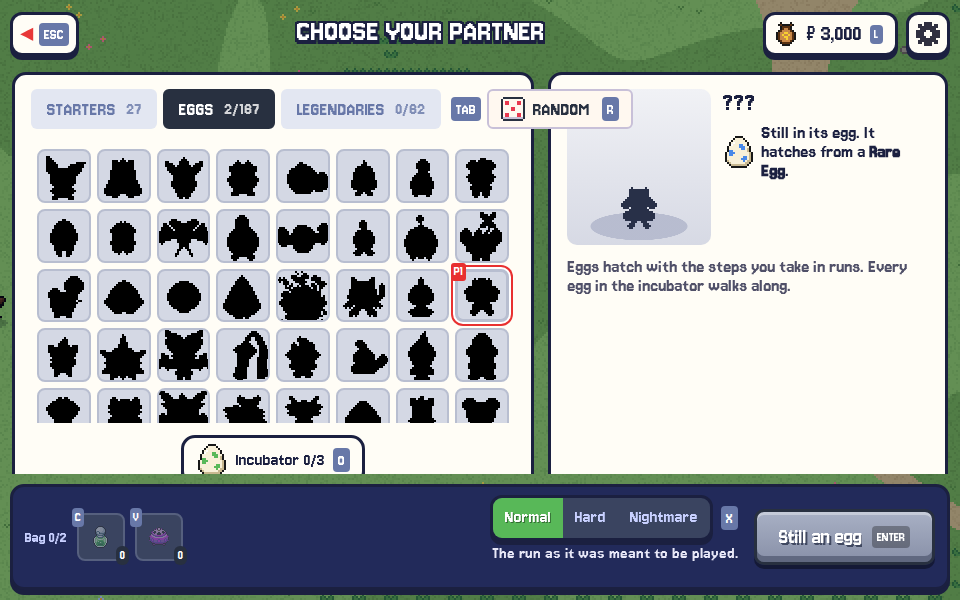 ESC
CHOOSE YOUR PARTNER
₽ 3,000 L
STARTERS 27
EGGS 2/187
LEGENDARIES 0/62
TAB
RANDOM R
???
Still in its egg. It
hatches from a Rare
Egg.
Eggs hatch with the steps you take in runs. Every
egg in the incubator walks along.
P1
Incubator 0/3 O
Bag 0/2
C
0
V
0
Normal
Hard
Nightmare
X
The run as it was meant to be played.
Still an egg ENTER